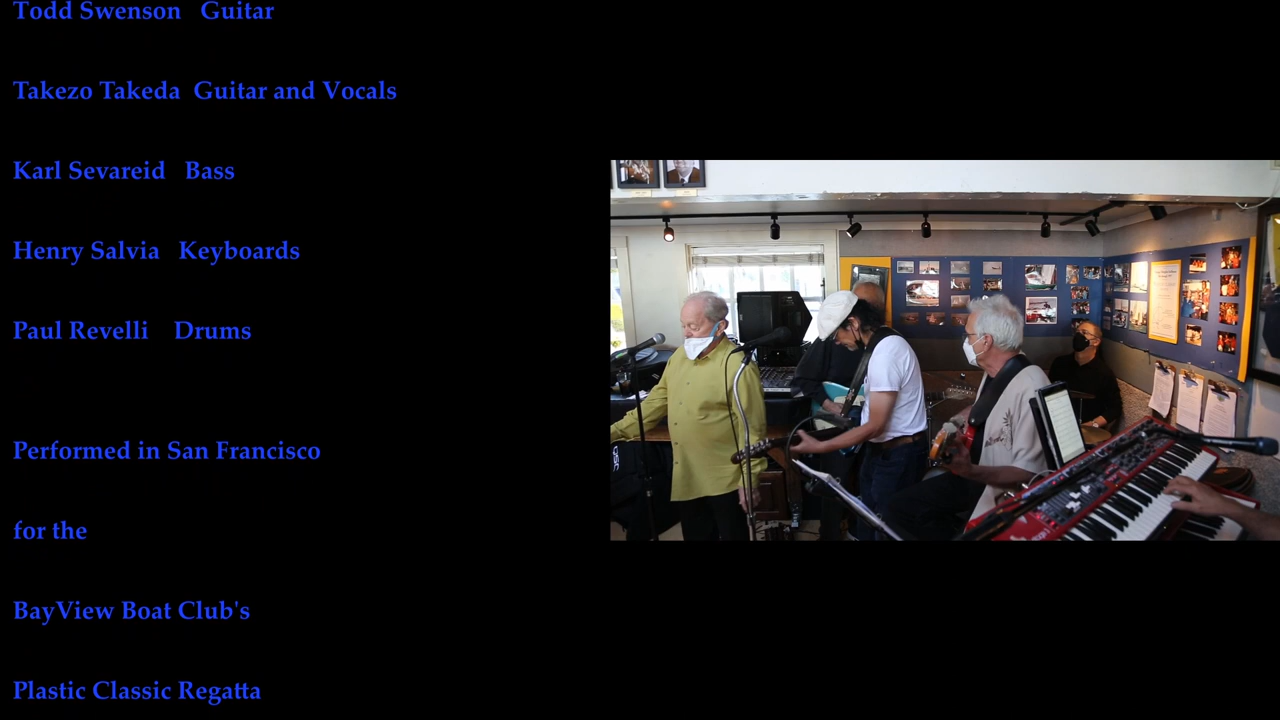 Todd Swenson Guitar
Takezo Takeda Guitar and Vocals
Karl Sevareid Bass
Henry Salvia Keyboards
Paul Revelli Drums
Performed in San Francisco
for the
BayView Boat Club's
Plastic Classic Regatta